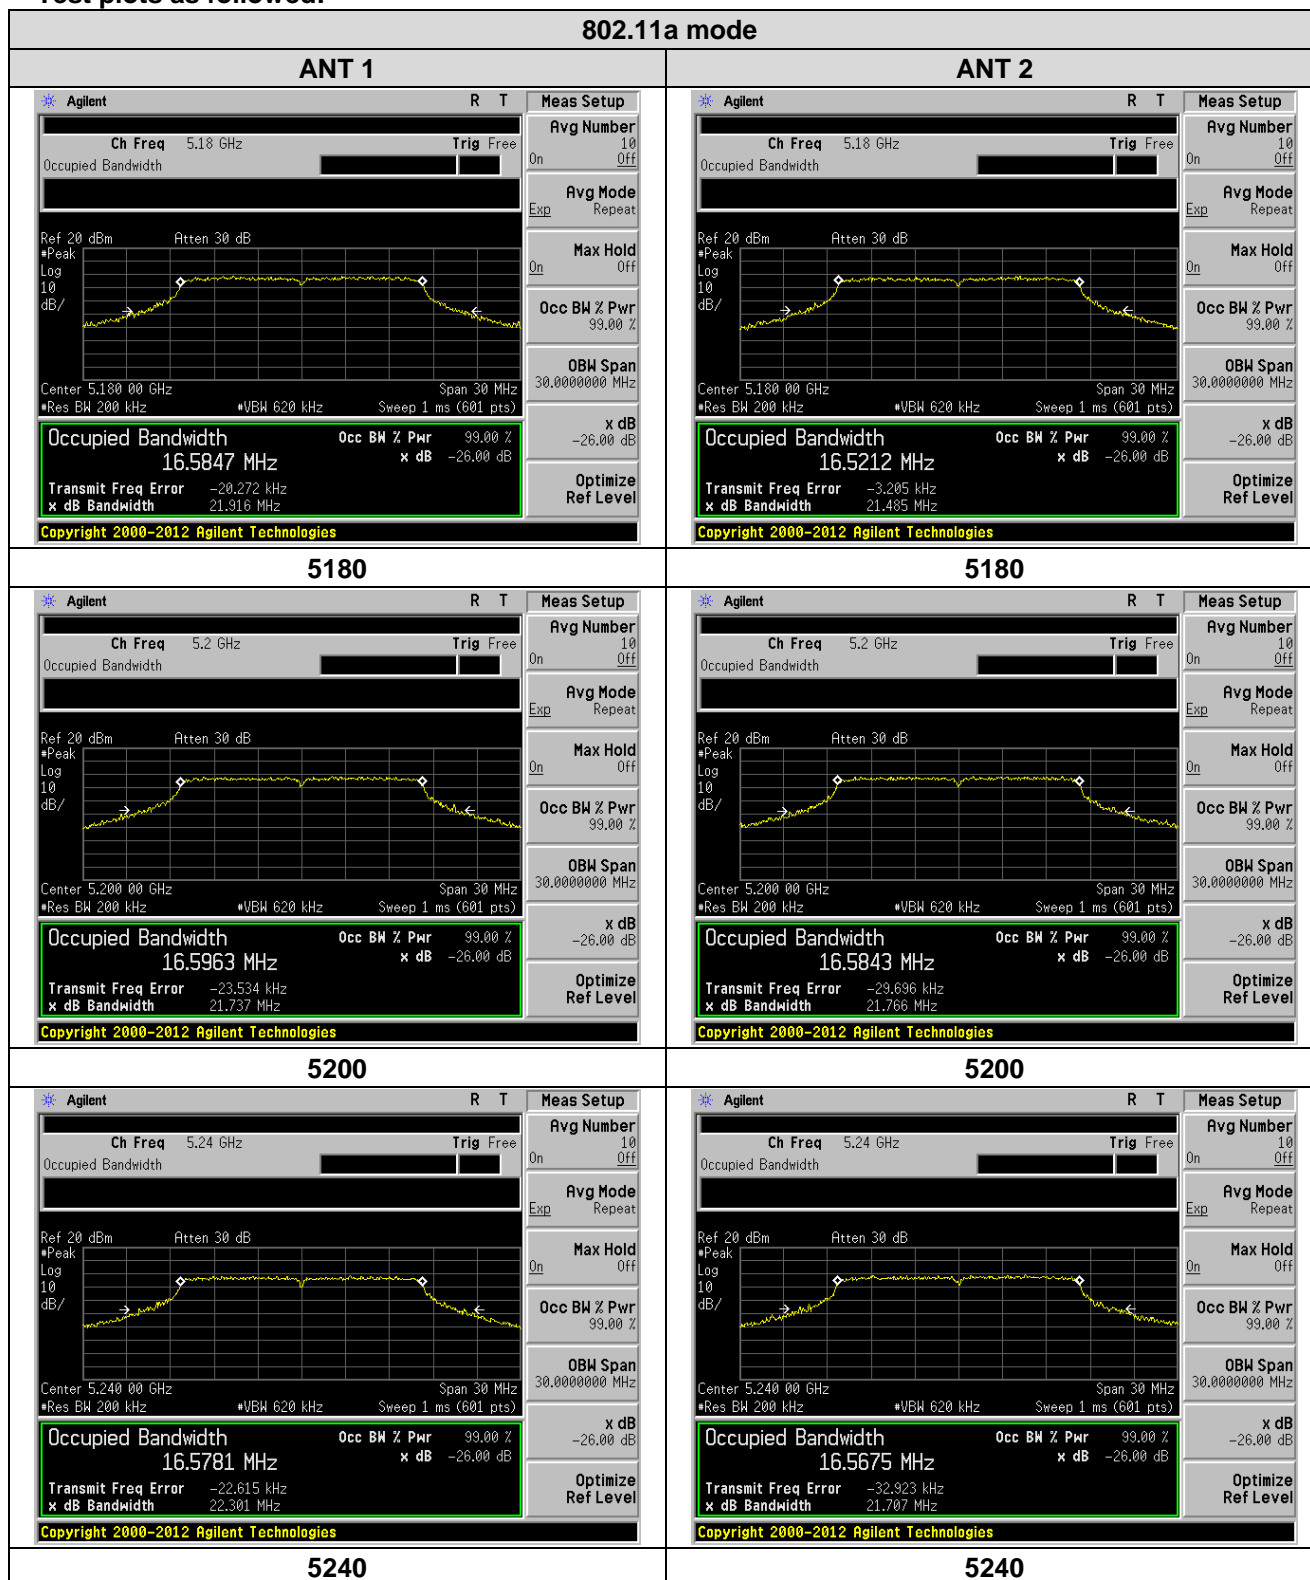 Test plots as followed:
802.11a mode
ANT 1
ANT 2
Agilent R T Meas Setup
Ch Freq 5.18 GHz Trig Free
Occupied Bandwidth
Avg Number
10
On Off
Avg Mode
Exp Repeat
Ref 20 dBm Atten 30 dB
#Peak
Log
10
dB/
Max Hold
On Off
Occ BW % Pwr
99.00 %
OBW Span
30.0000000 MHz
Center 5.180 00 GHz Span 30 MHz
#Res BW 200 kHz #VBW 620 kHz Sweep 1 ms (601 pts)
x dB
-26.00 dB
Optimize
Ref Level
Occupied Bandwidth Occ BW % Pwr 99.00 %
16.5847 MHz x dB -26.00 dB
Transmit Freq Error -20.272 kHz
x dB Bandwidth 21.916 MHz
Copyright 2000-2012 Agilent Technologies
Agilent R T Meas Setup
Ch Freq 5.18 GHz Trig Free
Occupied Bandwidth
Avg Number
10
On Off
Avg Mode
Exp Repeat
Ref 20 dBm Atten 30 dB
#Peak
Log
10
dB/
Max Hold
On Off
Occ BW % Pwr
99.00 %
OBW Span
30.0000000 MHz
Center 5.180 00 GHz Span 30 MHz
#Res BW 200 kHz #VBW 620 kHz Sweep 1 ms (601 pts)
x dB
-26.00 dB
Optimize
Ref Level
Occupied Bandwidth Occ BW % Pwr 99.00 %
16.5212 MHz x dB -26.00 dB
Transmit Freq Error -3.205 kHz
x dB Bandwidth 21.485 MHz
Copyright 2000-2012 Agilent Technologies
5180
5180
Agilent R T Meas Setup
Ch Freq 5.2 GHz Trig Free
Occupied Bandwidth
Avg Number
10
On Off
Avg Mode
Exp Repeat
Ref 20 dBm Atten 30 dB
#Peak
Log
10
dB/
Max Hold
On Off
Occ BW % Pwr
99.00 %
OBW Span
30.0000000 MHz
Center 5.200 00 GHz Span 30 MHz
#Res BW 200 kHz #VBW 620 kHz Sweep 1 ms (601 pts)
x dB
-26.00 dB
Optimize
Ref Level
Occupied Bandwidth Occ BW % Pwr 99.00 %
16.5963 MHz x dB -26.00 dB
Transmit Freq Error -23.534 kHz
x dB Bandwidth 21.737 MHz
Copyright 2000-2012 Agilent Technologies
Agilent R T Meas Setup
Ch Freq 5.2 GHz Trig Free
Occupied Bandwidth
Avg Number
10
On Off
Avg Mode
Exp Repeat
Ref 20 dBm Atten 30 dB
#Peak
Log
10
dB/
Max Hold
On Off
Occ BW % Pwr
99.00 %
OBW Span
30.0000000 MHz
Center 5.200 00 GHz Span 30 MHz
#Res BW 200 kHz #VBW 620 kHz Sweep 1 ms (601 pts)
x dB
-26.00 dB
Optimize
Ref Level
Occupied Bandwidth Occ BW % Pwr 99.00 %
16.5843 MHz x dB -26.00 dB
Transmit Freq Error -29.696 kHz
x dB Bandwidth 21.766 MHz
Copyright 2000-2012 Agilent Technologies
5200
5200
Agilent R T Meas Setup
Ch Freq 5.24 GHz Trig Free
Occupied Bandwidth
Avg Number
10
On Off
Avg Mode
Exp Repeat
Ref 20 dBm Atten 30 dB
#Peak
Log
10
dB/
Max Hold
On Off
Occ BW % Pwr
99.00 %
OBW Span
30.0000000 MHz
Center 5.240 00 GHz Span 30 MHz
#Res BW 200 kHz #VBW 620 kHz Sweep 1 ms (601 pts)
x dB
-26.00 dB
Optimize
Ref Level
Occupied Bandwidth Occ BW % Pwr 99.00 %
16.5781 MHz x dB -26.00 dB
Transmit Freq Error -22.615 kHz
x dB Bandwidth 22.301 MHz
Copyright 2000-2012 Agilent Technologies
Agilent R T Meas Setup
Ch Freq 5.24 GHz Trig Free
Occupied Bandwidth
Avg Number
10
On Off
Avg Mode
Exp Repeat
Ref 20 dBm Atten 30 dB
#Peak
Log
10
dB/
Max Hold
On Off
Occ BW % Pwr
99.00 %
OBW Span
30.0000000 MHz
Center 5.240 00 GHz Span 30 MHz
#Res BW 200 kHz #VBW 620 kHz Sweep 1 ms (601 pts)
x dB
-26.00 dB
Optimize
Ref Level
Occupied Bandwidth Occ BW % Pwr 99.00 %
16.5675 MHz x dB -26.00 dB
Transmit Freq Error -32.923 kHz
x dB Bandwidth 21.707 MHz
Copyright 2000-2012 Agilent Technologies
5240
5240